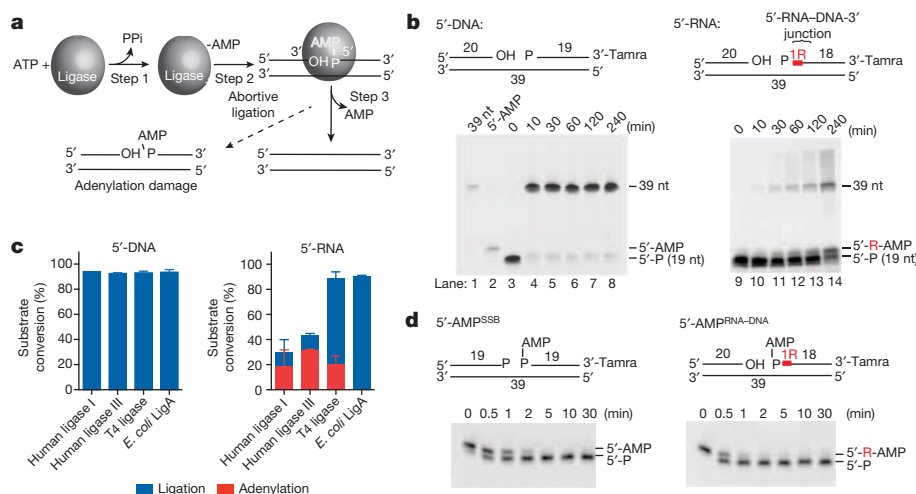 a
ATP +
Ligase
PPi
Step 1
Ligase
-AMP
Step 2
AMP
3′ 5′
5′ OH P 3′
3′ 5′
Abortive
ligation
Step 3
AMP
AMP
5′ OH P 3′
3′ 5′
Adenylation damage
5′ 3′
3′ 5′
b
5′-DNA:
20 OH P 19
3′-Tamra
5′
39
39 nt
5′-AMP
0 10 30 60 120 240 (min)
39 nt
5′-AMP
5′-P (19 nt)
Lane: 1 2 3 4 5 6 7 8
5′-RNA:
5′-RNA–DNA-3′
junction
20 OH P 1R 18
3′-Tamra
5′
39
0 10 30 60 120 240 (min)
39 nt
5′-R-AMP
5′-P (19 nt)
9 10 11 12 13 14
c
5′-DNA
Substrate
conversion (%)
100
80
60
40
20
0
Human ligase I
Human ligase III
T4 ligase
E. coli LigA
5′-RNA
Substrate
conversion (%)
100
80
60
40
20
0
Human ligase I
Human ligase III
T4 ligase
E. coli LigA
Ligation
Adenylation
d
5′-AMPSSB
AMP
19 P P 19
3′-Tamra
5′
39
0 0.5 1 2 5 10 30 (min)
5′-AMP
5′-P
5′-AMPRNA–DNA
AMP
20 OH P 1R 18
3′-Tamra
5′
39
0 0.5 1 2 5 10 30 (min)
5′-R-AMP
5′-P